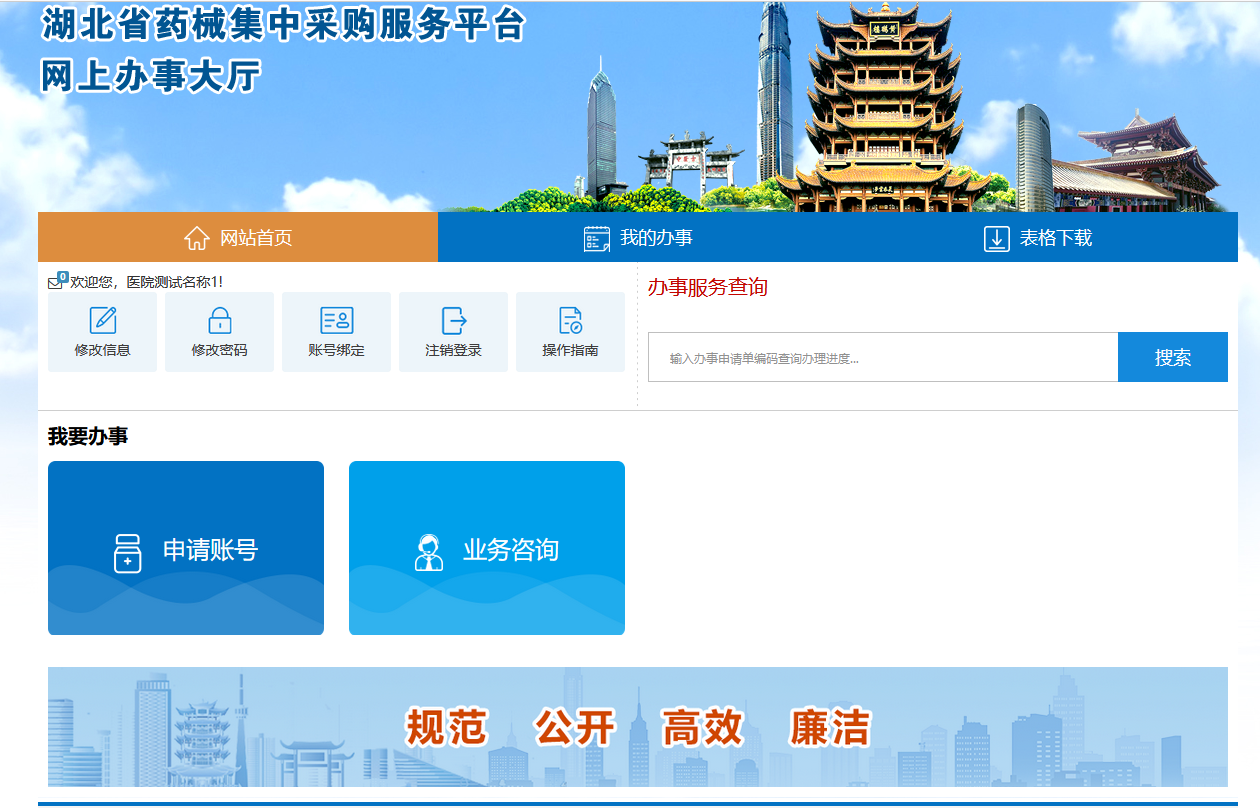 湖北省药械集中采购服务平台
网上办事大厅
网站首页
我的办事
表格下载
0 欢迎您，医院测试名称1!
修改信息
修改密码
账号绑定
注销登录
操作指南
办事服务查询
输入办事申请单编码查询办理进度...
搜索
我要办事
申请账号
业务咨询
规范 公开 高效 廉洁